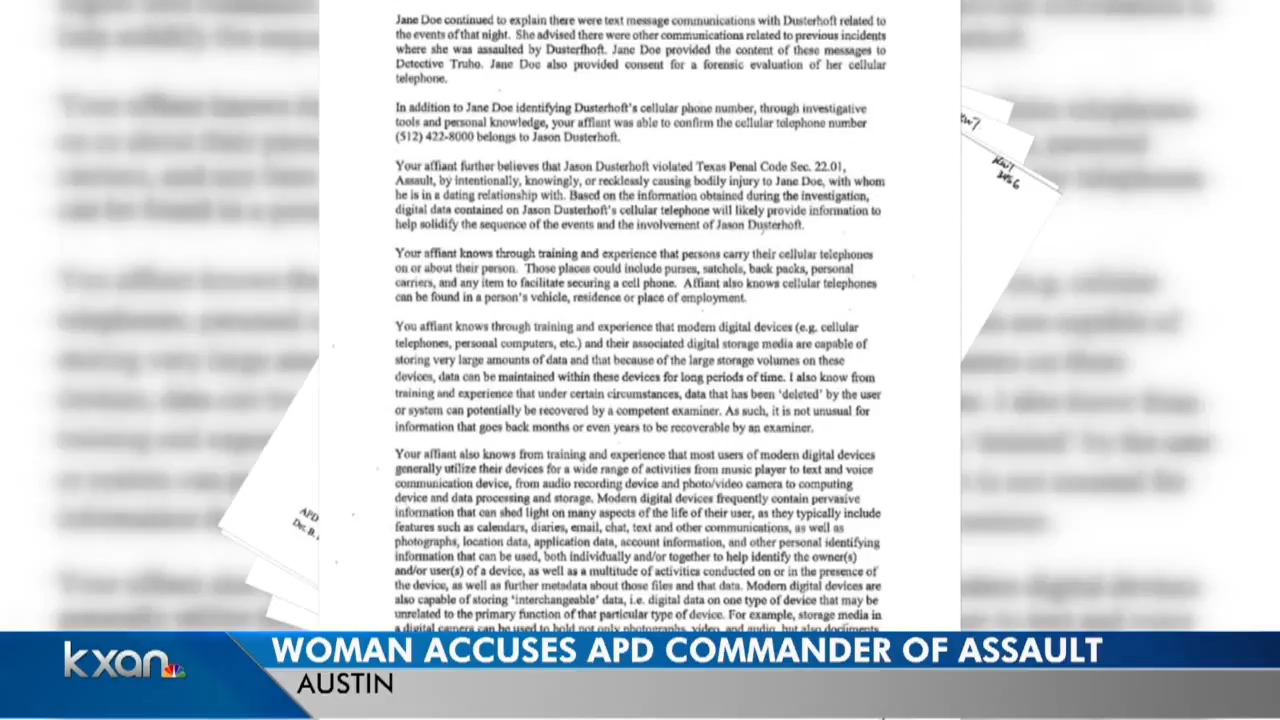 Jane Doe continued to explain there were text message communications with Dusterhoft related to
the events of that night. She advised there were other communications related to previous incidents
where she was assaulted by Dusterfhoft. Jane Doe provided the content of these messages to
Detective Truho. Jane Doe also provided consent for a forensic evaluation of her cellular
telephone.
In addition to Jane Doe identifying Dusterhoft's cellular phone number, through investigative
tools and personal knowledge, your affiant was able to confirm the cellular telephone number
(512) 422-8000 belongs to Jason Dusterhoft.
Your affiant further believes that Jason Dusterhoft violated Texas Penal Code Sec. 22.01,
Assault, by intentionally, knowingly, or recklessly causing bodily injury to Jane Doe, with whom
he is in a dating relationship with. Based on the information obtained during the investigation,
digital data contained on Jason Dusterhoft's cellular telephone will likely provide information to
help solidify the sequence of the events and the involvement of Jason Dusterhoft.
Your affiant knows through training and experience that persons carry their cellular telephones
on or about their person. Those places could include purses, satchels, back packs, personal
carriers, and any item to facilitate securing a cell phone. Affiant also knows cellular telephones
can be found in a person's vehicle, residence or place of employment.
You affiant knows through training and experience that modern digital devices (e.g. cellular
telephones, personal computers, etc.) and their associated digital storage media are capable of
storing very large amounts of data and that because of the large storage volumes on these
devices, data can be maintained within these devices for long periods of time. I also know from
training and experience that under certain circumstances, data that has been 'deleted' by the user
or system can potentially be recovered by a competent examiner. As such, it is not unusual for
information that goes back months or even years to be recoverable by an examiner.
Your affiant also knows from training and experience that most users of modern digital devices
generally utilize their devices for a wide range of activities from music player to text and voice
communication device, from audio recording device and photo/video camera to computing
device and data processing and storage. Modern digital devices frequently contain pervasive
information that can shed light on many aspects of the life of their user, as they typically include
features such as calendars, diaries, email, chat, text and other communications, as well as
photographs, location data, application data, account information, and other personal identifying
information that can be used, both individually and/or together to help identify the owner(s)
and/or user(s) of a device, as well as a multitude of activities conducted on or in the presence of
the device, as well as further metadata about those files and that data. Modern digital devices are
also capable of storing 'interchangeable' data, i.e. digital data on one type of device that may be
unrelated to the primary function of that particular type of device. For example, storage media in
a digital camera can be used to hold not only photographs, video, and audio, but also documents
APD
Det. B.
kxan
WOMAN ACCUSES APD COMMANDER OF ASSAULT
AUSTIN